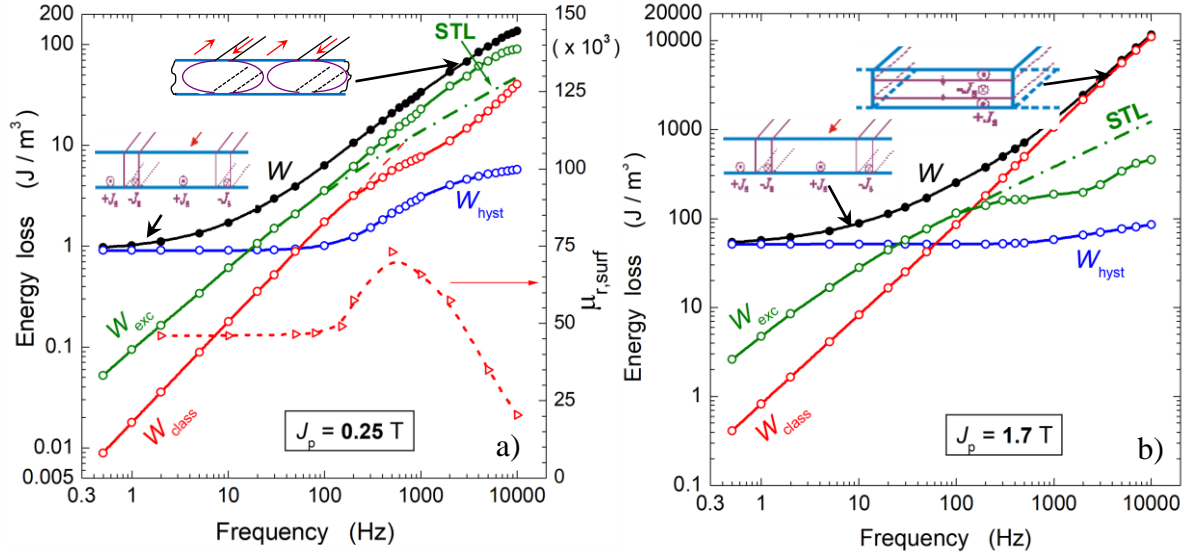 200
100
10
1
0.1
0.01
0.005
Energy loss (J / m³)
0.3
1
10
100
1000
10000
Frequency (Hz)
150
125
100
75
50
25
0
( x 10³)
μr,surf
STL
W
Whyst
Wexc
Wclass
+Js -Js +Js -Js
Jp = 0.25 T
a)
10000
1000
100
10
1
0.1
Energy loss (J / m³)
0.3
1
10
100
1000
10000
Frequency (Hz)
-Js
+Js
+Js -Js +Js -Js
STL
W
Whyst
Wexc
Wclass
Jp = 1.7 T
b)